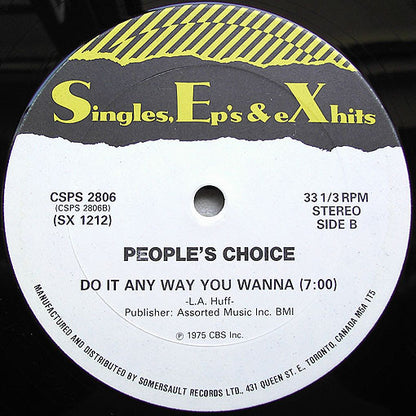 Singles, Ep's & eXhits
CSPS 2806
(CSPS 2806B)
(SX 1212)
33 1/3 RPM
STEREO
SIDE B
PEOPLE'S CHOICE
DO IT ANY WAY YOU WANNA (7:00)
-L.A. Huff-
Publisher: Assorted Music Inc. BMI
℗ 1975 CBS Inc.
MANUFACTURED AND DISTRIBUTED BY SOMERSAULT RECORDS LTD., 431 QUEEN ST. E., TORONTO, CANADA M5A 1T5